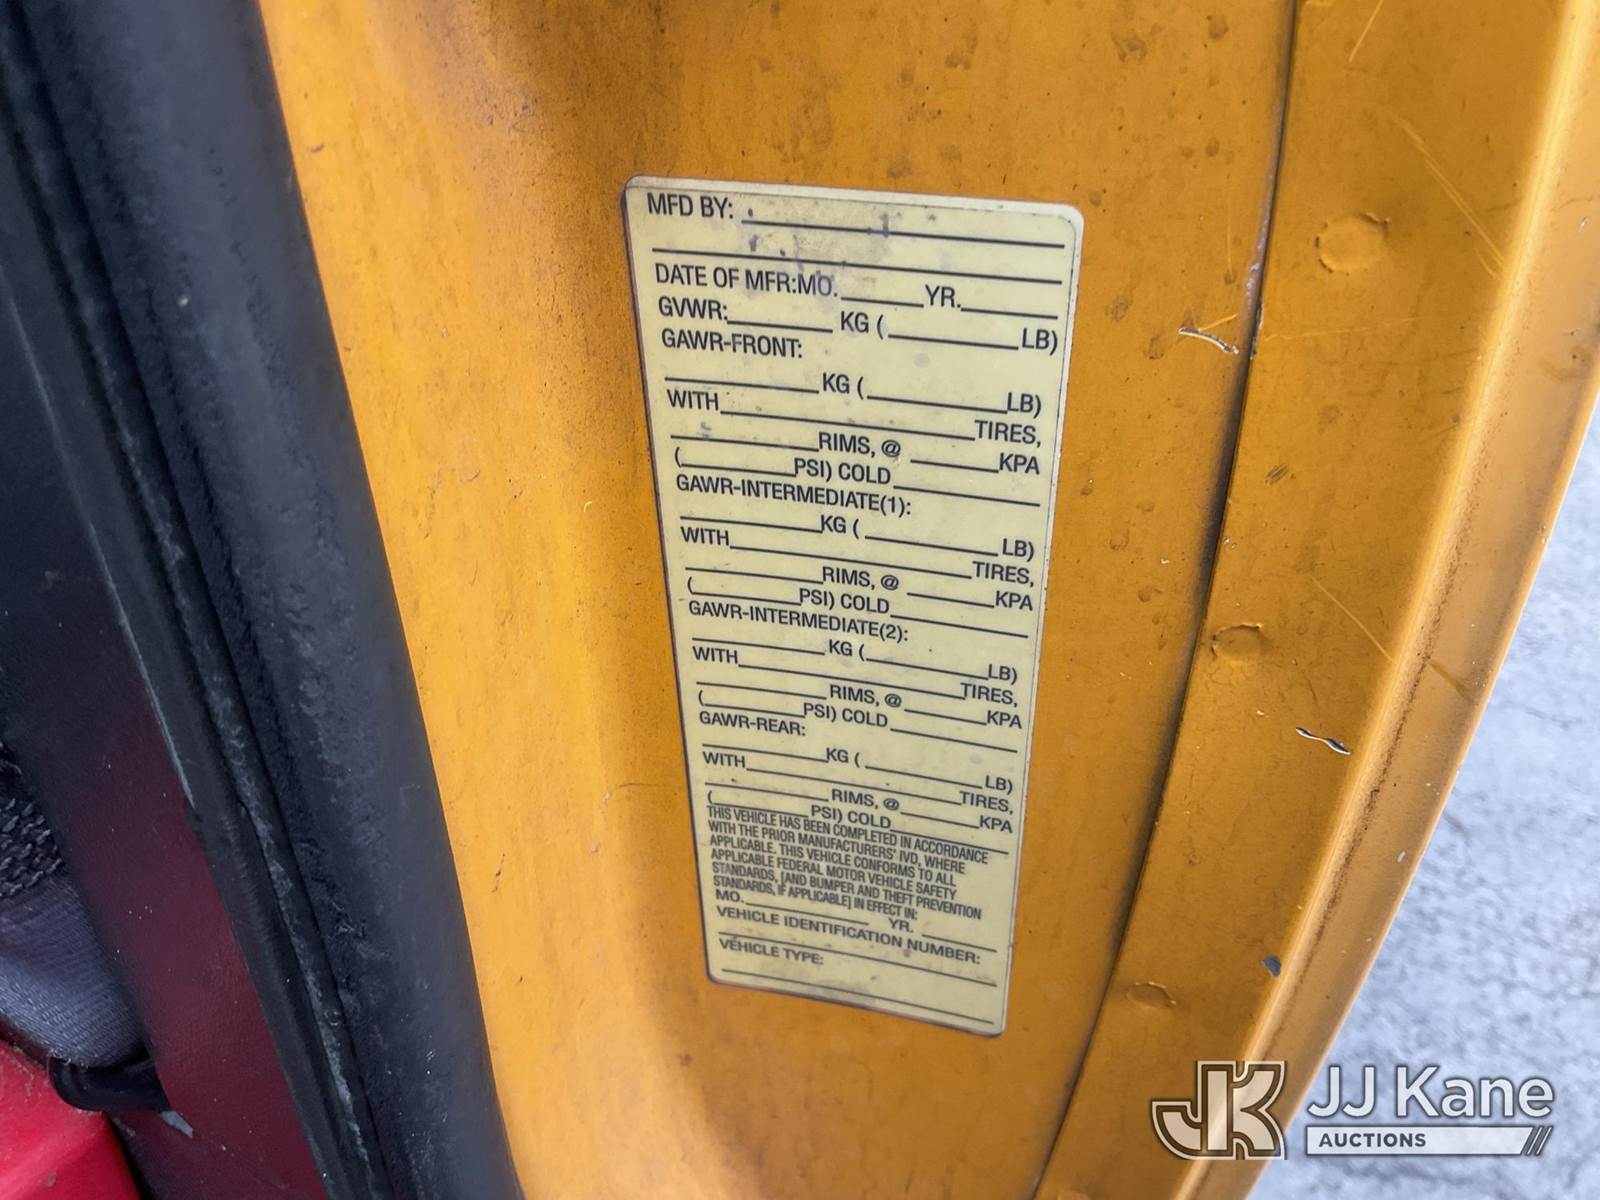 MFD BY:
DATE OF MFR:MO. YR.
GVWR: KG ( LB)
GAWR-FRONT:
KG ( LB)
WITH TIRES,
RIMS, @ KPA
( PSI) COLD
GAWR-INTERMEDIATE(1):
KG ( LB)
WITH TIRES,
RIMS, @ KPA
( PSI) COLD
GAWR-INTERMEDIATE(2):
KG ( LB)
WITH TIRES,
RIMS, @ KPA
( PSI) COLD
GAWR-REAR:
KG ( LB)
WITH TIRES,
RIMS, @ KPA
( PSI) COLD
THIS VEHICLE HAS BEEN COMPLETED IN ACCORDANCE
WITH THE PRIOR MANUFACTURERS' IVD, WHERE
APPLICABLE. THIS VEHICLE CONFORMS TO ALL
APPLICABLE FEDERAL MOTOR VEHICLE SAFETY
STANDARDS, [AND BUMPER AND THEFT PREVENTION
STANDARDS, IF APPLICABLE] IN EFFECT IN:
MO. YR.
VEHICLE IDENTIFICATION NUMBER:
VEHICLE TYPE:
JK JJ Kane
AUCTIONS